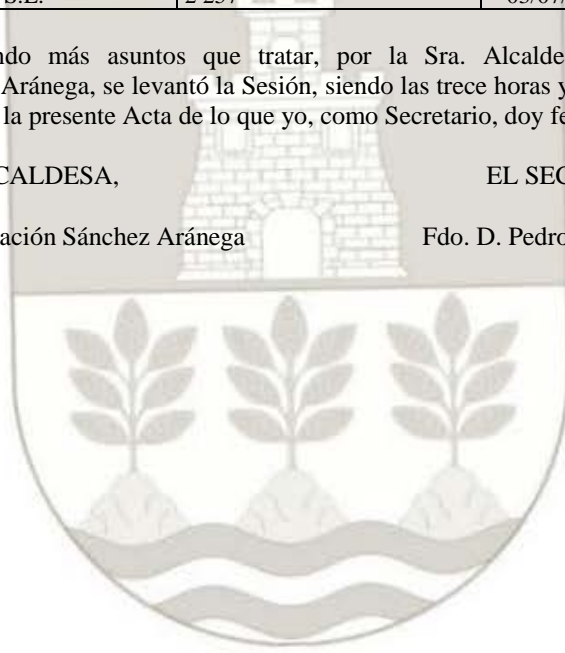 S.L. 2 257
ndo más asuntos que tratar, por la Sra. Alcalde
Aránega, se levantó la Sesión, siendo las trece horas y
la presente Acta de lo que yo, como Secretario, doy fe
CALDESA, EL SEC
ación Sánchez Aránega Fdo. D. Pedro